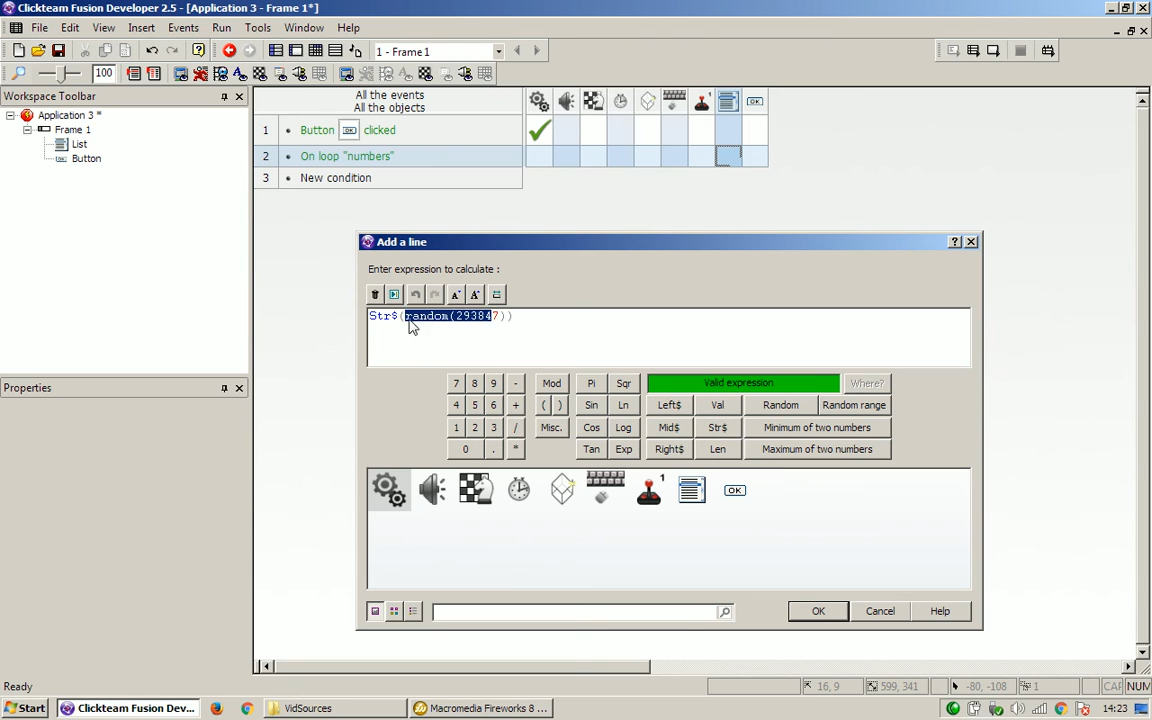 Clickteam Fusion Developer 2.5 - [Application 3 - Frame 1*]
File Edit View Insert Events Run Tools Window Help
1 - Frame 1
100
Workspace Toolbar
Application 3 *
Frame 1
List
Button
All the events
All the objects
1 • Button OK clicked
2 • On loop "numbers"
3 • New condition
Add a line
Enter expression to calculate :
Str$(random(293847))
7 8 9 - Mod Pi Sqr Valid expression Where?
4 5 6 + ( ) Sin Ln Left$ Val Random Random range
1 2 3 / Misc. Cos Log Mid$ Str$ Minimum of two numbers
0 . * Tan Exp Right$ Len Maximum of two numbers
1
OK
OK Cancel Help
Properties
Ready
16, 9 599, 341 -80, -108 1 CAP NUM
Start Clickteam Fusion Dev... VidSources Macromedia Fireworks 8 ... 14:23